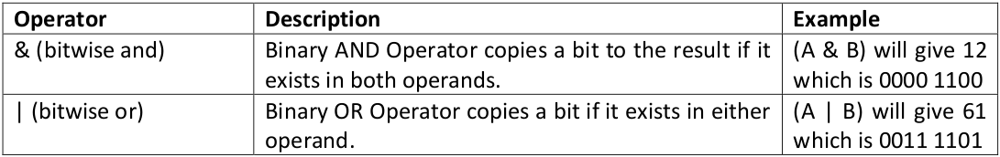 Operator Description Example
& (bitwise and) Binary AND Operator copies a bit to the result if it (A & B) will give 12
exists in both operands. which is 0000 1100
| (bitwise or) Binary OR Operator copies a bit if it exists in either (A | B) will give 61
operand. which is 0011 1101